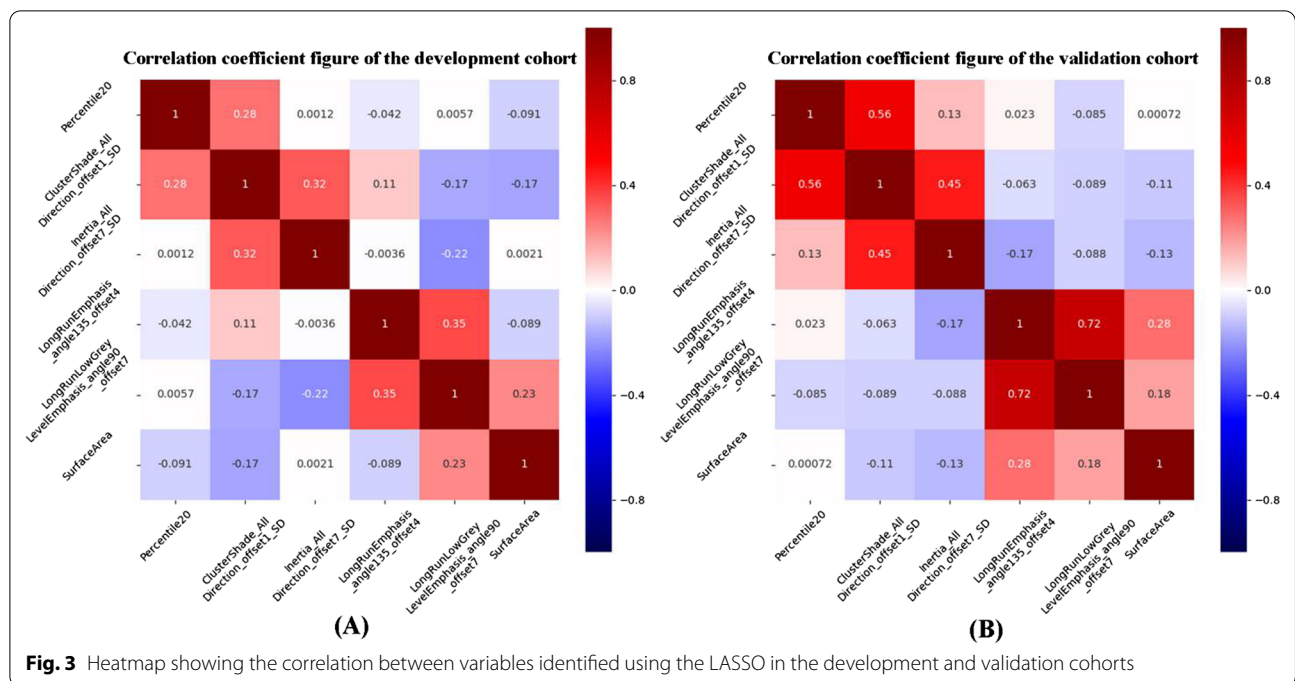 Correlation coefficient figure of the development cohort
Percentile20
ClusterShade_All
Direction_offset1_SD
Inertia_All
Direction_offset7_SD
LongRunEmphasis
_angle135_offset4
LongRunLowGrey
LevelEmphasis_angle90
_offset7
SurfaceArea
1 0.28 0.0012 -0.042 0.0057 -0.091
0.28 1 0.32 0.11 -0.17 -0.17
0.0012 0.32 1 -0.0036 -0.22 0.0021
-0.042 0.11 -0.0036 1 0.35 -0.089
0.0057 -0.17 -0.22 0.35 1 0.23
-0.091 -0.17 0.0021 -0.089 0.23 1
Percentile20
ClusterShade_All
Direction_offset1_SD
Inertia_All
Direction_offset7_SD
LongRunEmphasis
_angle135_offset4
LongRunLowGrey
LevelEmphasis_angle90
_offset7
SurfaceArea
0.8
0.4
0.0
−0.4
−0.8
(A)
Correlation coefficient figure of the validation cohort
Percentile20
ClusterShade_All
Direction_offset1_SD
Inertia_All
Direction_offset7_SD
LongRunEmphasis
_angle135_offset4
LongRunLowGrey
LevelEmphasis_angle90
_offset7
SurfaceArea
1 0.56 0.13 0.023 -0.085 0.00072
0.56 1 0.45 -0.063 -0.089 -0.11
0.13 0.45 1 -0.17 -0.088 -0.13
0.023 -0.063 -0.17 1 0.72 0.28
-0.085 -0.089 -0.088 0.72 1 0.18
0.00072 -0.11 -0.13 0.28 0.18 1
Percentile20
ClusterShade_All
Direction_offset1_SD
Inertia_All
Direction_offset7_SD
LongRunEmphasis
_angle135_offset4
LongRunLowGrey
LevelEmphasis_angle90
_offset7
SurfaceArea
0.8
0.4
0.0
−0.4
−0.8
(B)
Fig. 3 Heatmap showing the correlation between variables identified using the LASSO in the development and validation cohorts